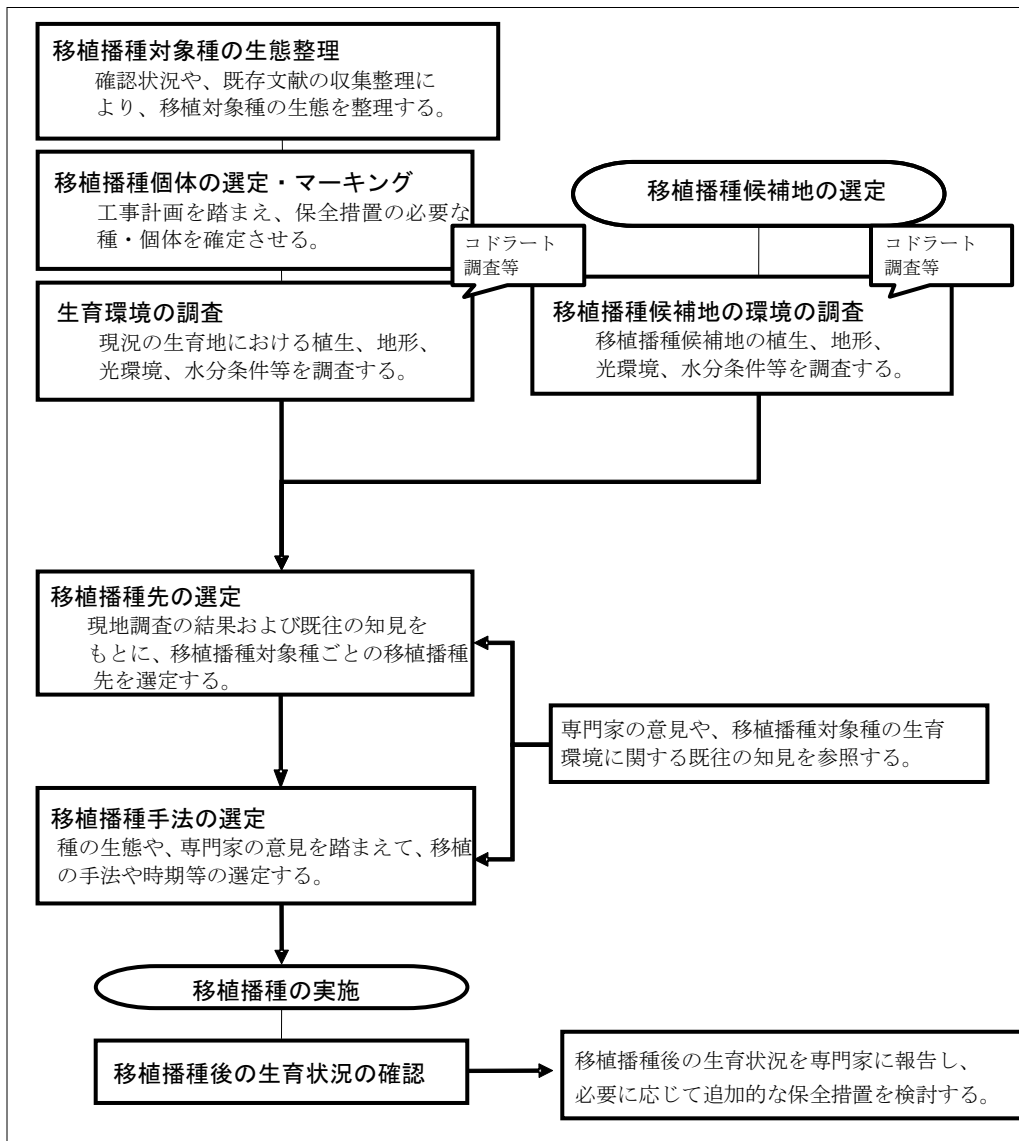 移植播種対象種の生態整理
確認状況や、既存文献の収集整理に
より、移植対象種の生態を整理する。
移植播種個体の選定・マーキング
工事計画を踏まえ、保全措置の必要な
種・個体を確定させる。
移植播種候補地の選定
コドラート
調査等
コドラート
調査等
生育環境の調査
現況の生育地における植生、地形、
光環境、水分条件等を調査する。
移植播種候補地の環境の調査
移植播種候補地の植生、地形、
光環境、水分条件等を調査する。
移植播種先の選定
現地調査の結果および既往の知見を
もとに、移植播種対象種ごとの移植播種
先を選定する。
専門家の意見や、移植播種対象種の生育
環境に関する既往の知見を参照する。
移植播種手法の選定
種の生態や、専門家の意見を踏まえて、移植
の手法や時期等の選定する。
移植播種の実施
移植播種後の生育状況の確認
移植播種後の生育状況を専門家に報告し、
必要に応じて追加的な保全措置を検討する。